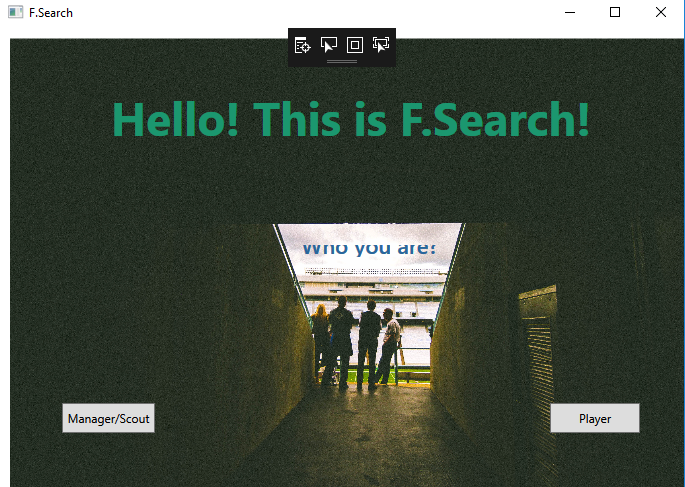 F.Search
Hello! This is F.Search!
Who you are?
Manager/Scout
Player